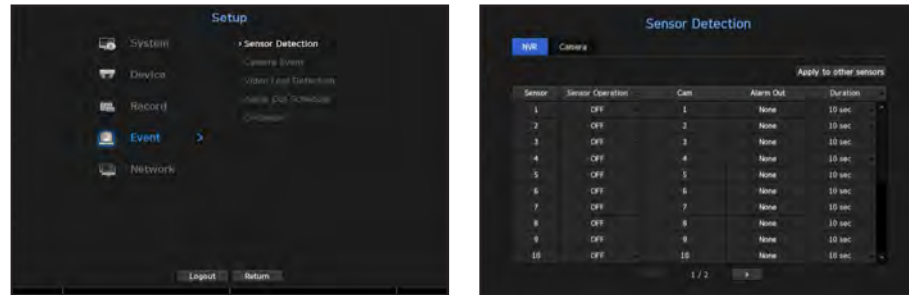 Setup
System
Device
Record
Event >
Network
Sensor Detection
Camera Event
Video Loss Detection
Alarm Out Schedule
Logout Return
Sensor Detection
NVR Camera
Apply to other sensors
Sensor Sensor Operation Cam Alarm Out Duration
1 OFF 1 None 10 sec
2 OFF 2 None 10 sec
3 OFF 3 None 10 sec
4 OFF 4 None 10 sec
5 OFF 5 None 10 sec
6 OFF 6 None 10 sec
7 OFF 7 None 10 sec
8 OFF 8 None 10 sec
9 OFF 9 None 10 sec
10 OFF 10 None 10 sec
1 / 2 >